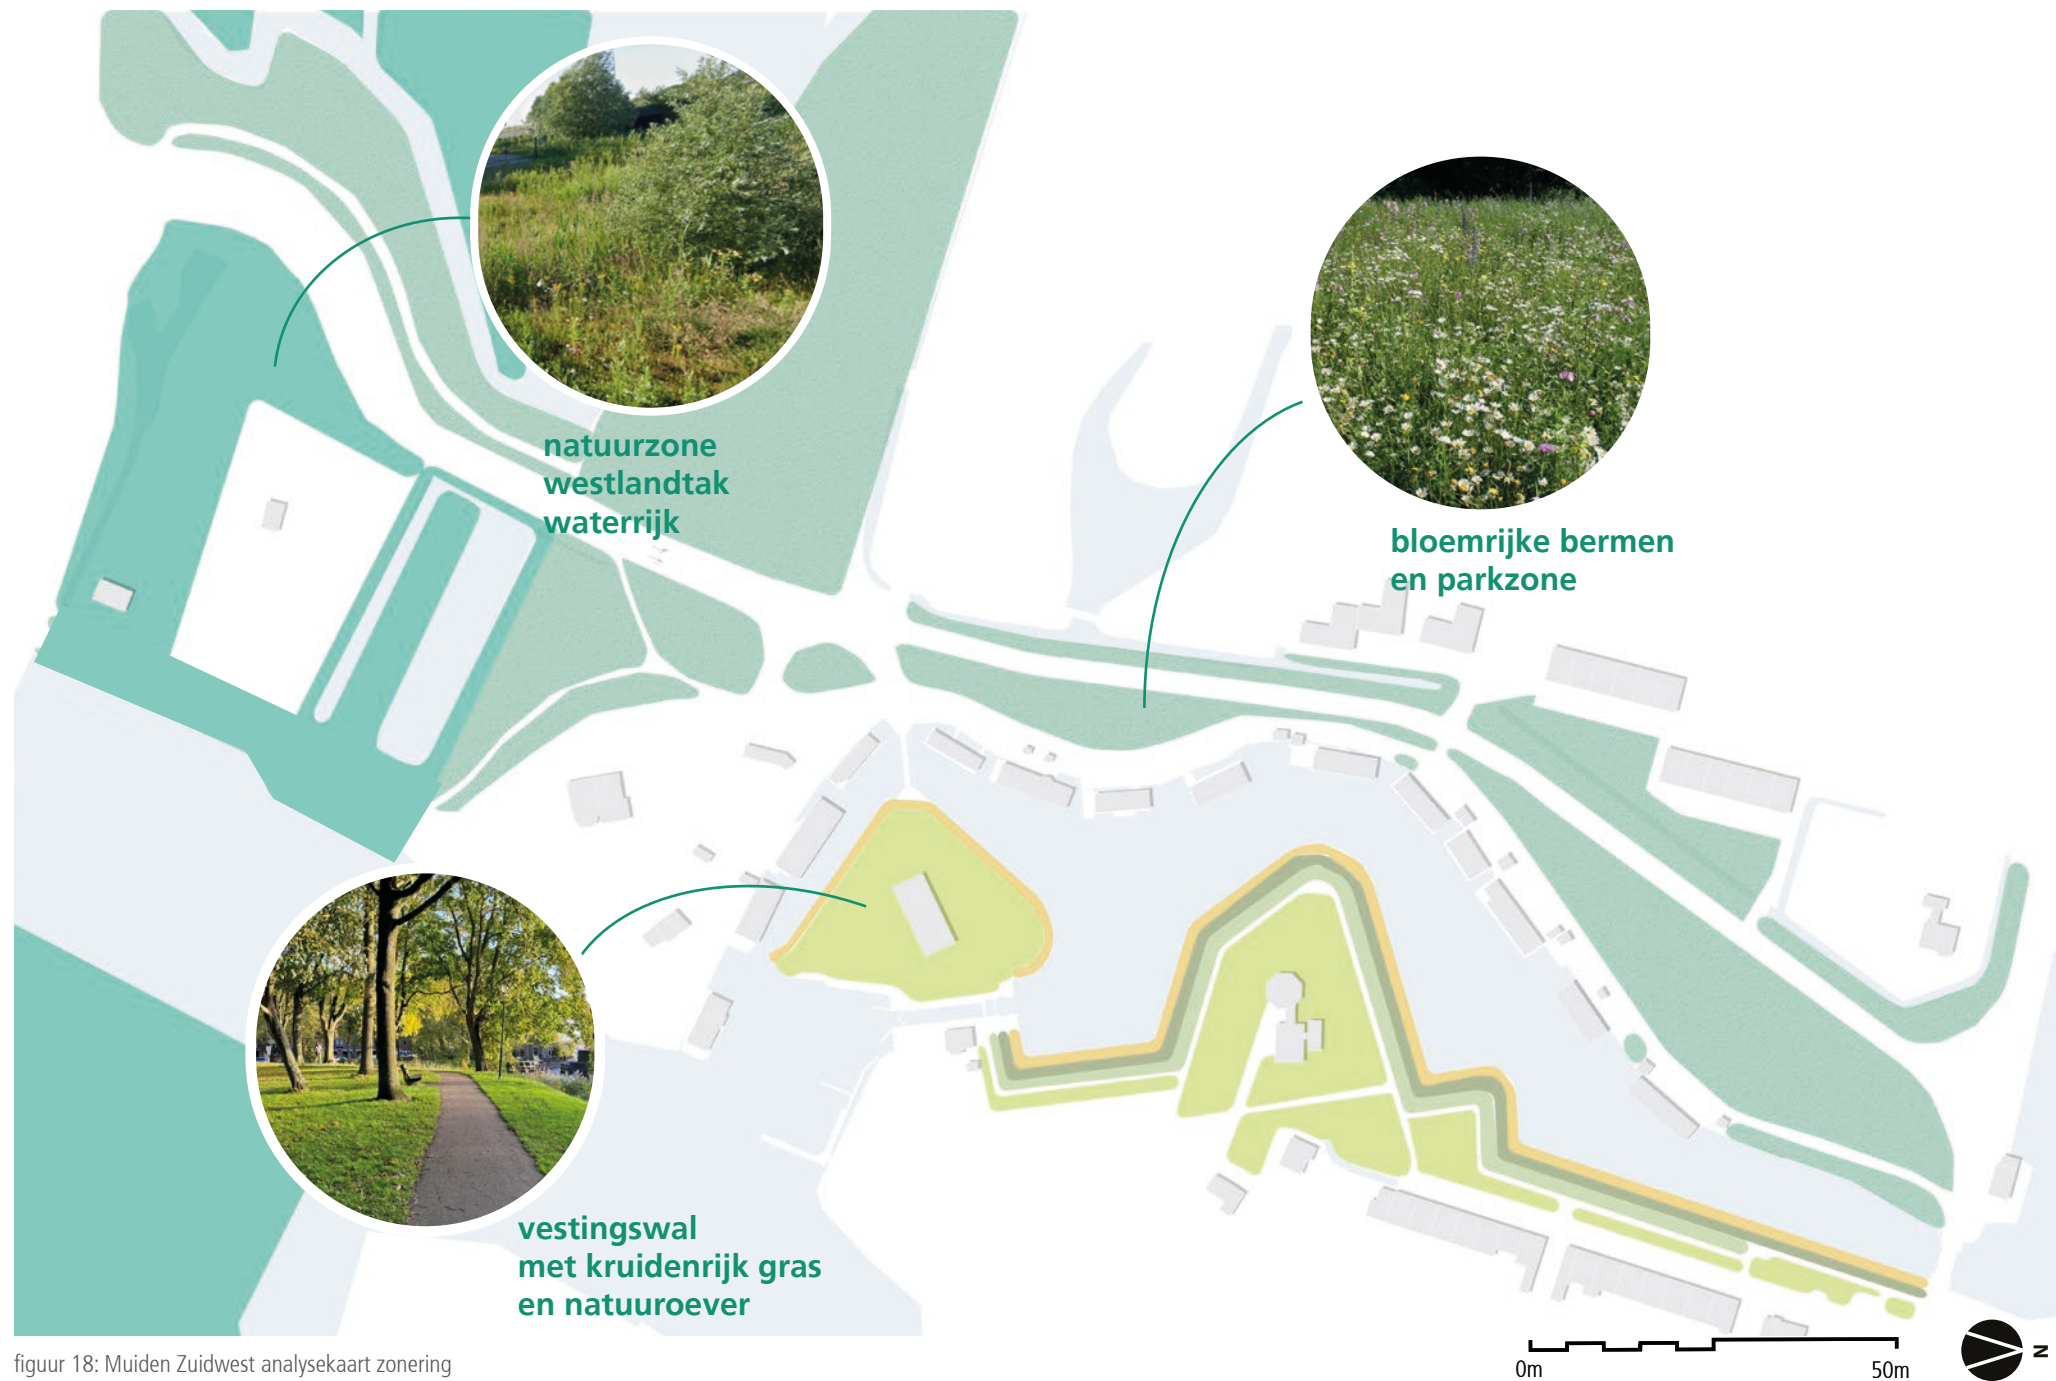 natuurzone
westlandtak
waterrijk
bloemrijke bermen
en parkzone
vestingswal
met kruidenrijk gras
en natuuroever
figuur 18: Muiden Zuidwest analysekaart zonering
0m
50m
N